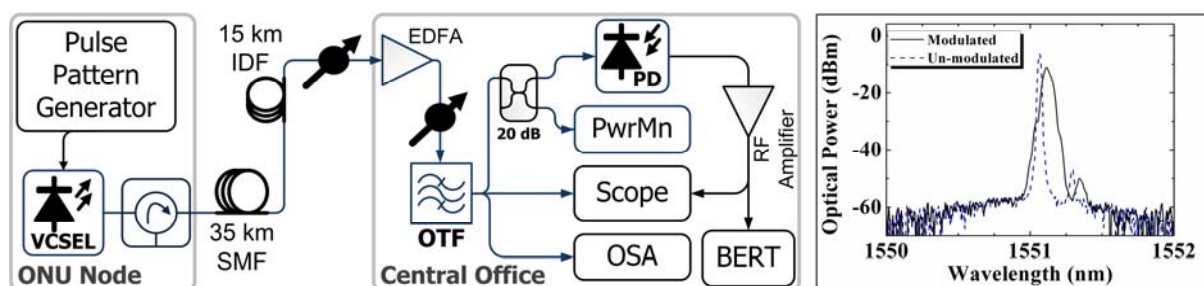 Pulse
Pattern
Generator
VCSEL
ONU Node
35 km
SMF
15 km
IDF
EDFA
OTF
20 dB
PD
PwrMn
Scope
OSA
RF
Amplifier
BERT
Central Office
Optical Power (dBm)
0
-20
-40
-60
Modulated
Un-modulated
1550
1551
1552
Wavelength (nm)